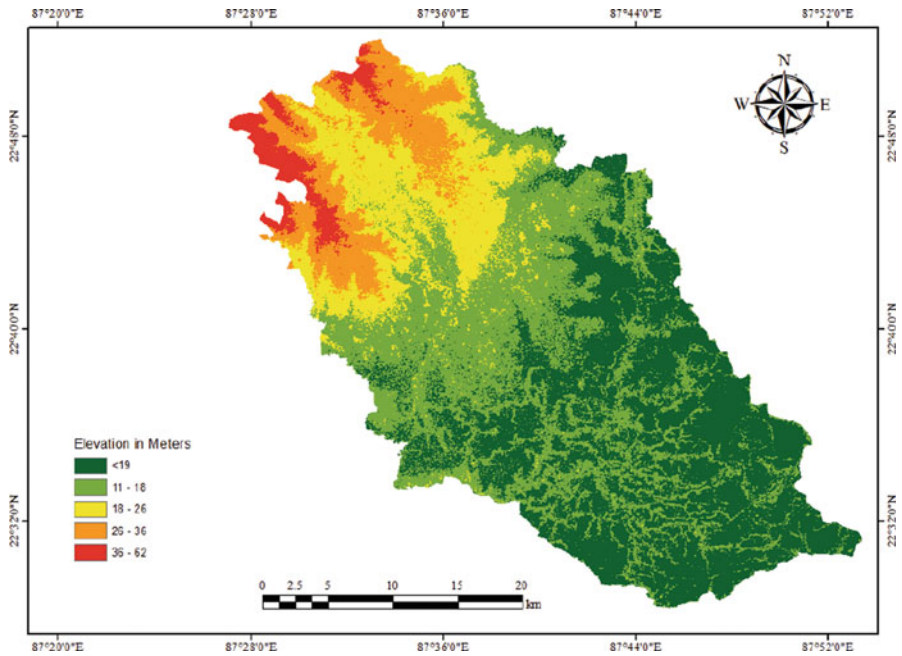 87°20'0"E 87°28'0"E 87°36'0"E 87°44'0"E 87°52'0"E
N
W E
S
22°48'0"N 22°48'0"N
22°40'0"N 22°40'0"N
Elevation in Meters
<19
11 - 18
18 - 26
26 - 36
36 - 62
22°32'0"N 22°32'0"N
0 2.5 5 10 15 20
km
87°20'0"E 87°28'0"E 87°36'0"E 87°44'0"E 87°52'0"E